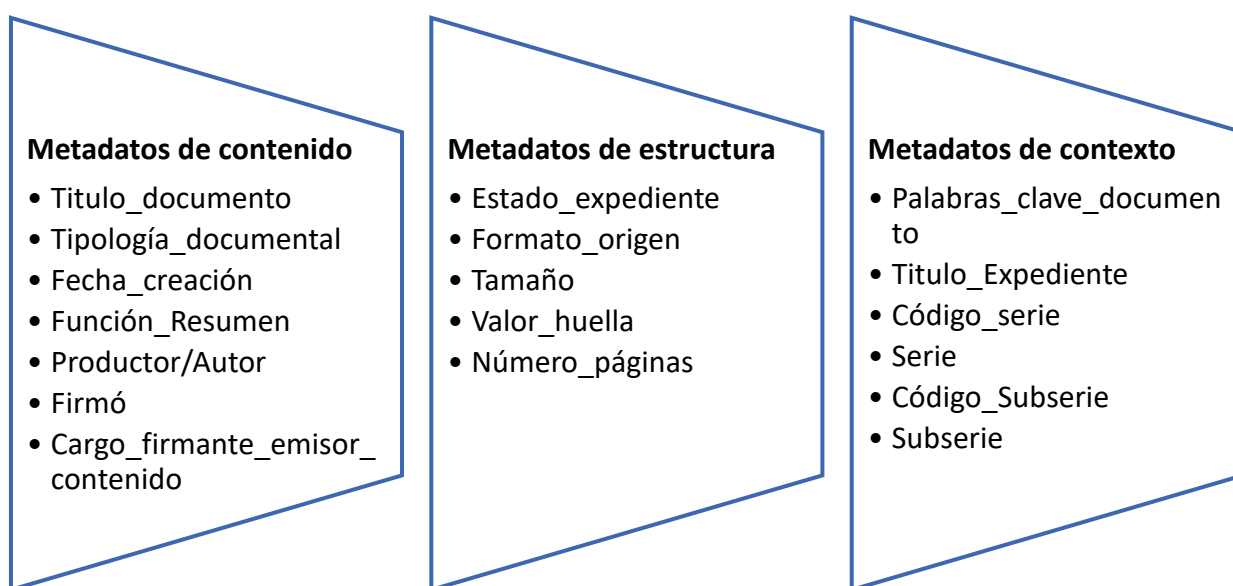 Metadatos de contenido
• Titulo_documento
• Tipología_documental
• Fecha_creación
• Función_Resumen
• Productor/Autor
• Firmó
• Cargo_firmante_emisor_
contenido
Metadatos de estructura
• Estado_expediente
• Formato_origen
• Tamaño
• Valor_huella
• Número_páginas
Metadatos de contexto
• Palabras_clave_documen
to
• Titulo_Expediente
• Código_serie
• Serie
• Código_Subserie
• Subserie